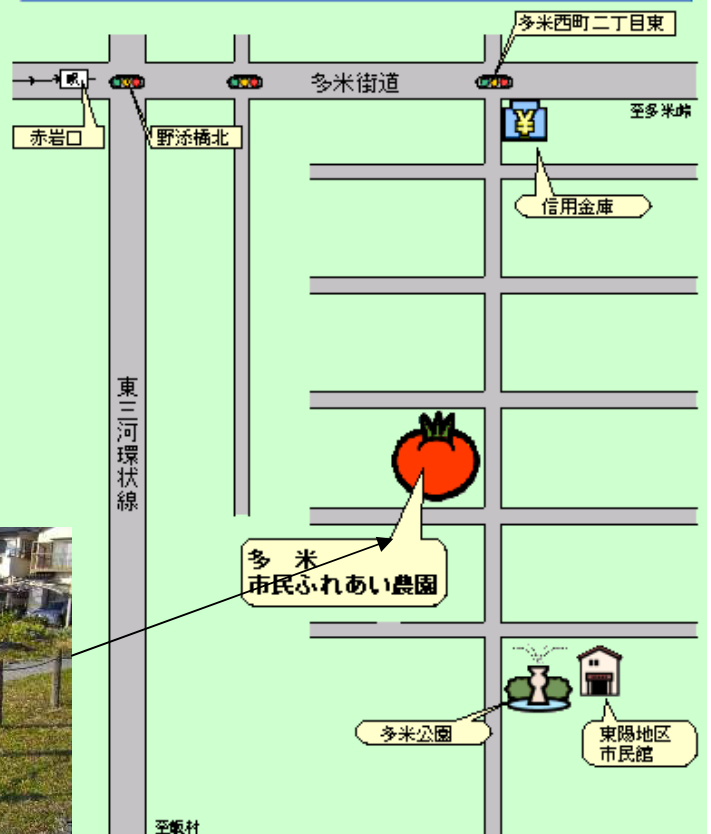 多米西町二丁目東
多米街道
赤岩口
野添橋北
至多米峠
信用金庫
東三河環状線
多 米
市民ふれあい農園
多米公園
東陽地区
市民館
至飯村